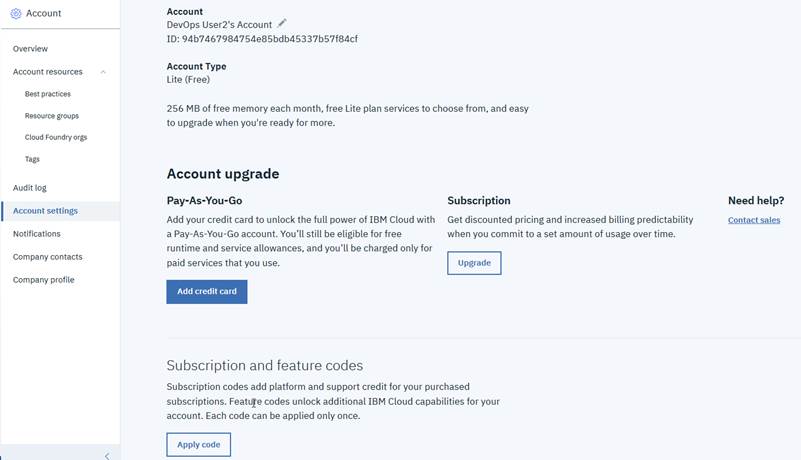 Account
Overview
Account resources
Best practices
Resource groups
Cloud Foundry orgs
Tags
Audit log
Account settings
Notifications
Company contacts
Company profile
Account
DevOps User2's Account
ID: 94b7467984754e85bdb45337b57f84cf
Account Type
Lite (Free)
256 MB of free memory each month, free Lite plan services to choose from, and easy
to upgrade when you're ready for more.
Account upgrade
Pay-As-You-Go
Add your credit card to unlock the full power of IBM Cloud with
a Pay-As-You-Go account. You'll still be eligible for free
runtime and service allowances, and you'll be charged only for
paid services that you use.
Add credit card
Subscription
Get discounted pricing and increased billing predictability
when you commit to a set amount of usage over time.
Upgrade
Need help?
Contact sales
Subscription and feature codes
Subscription codes add platform and support credit for your purchased
subscriptions. Feature codes unlock additional IBM Cloud capabilities for your
account. Each code can be applied only once.
Apply code